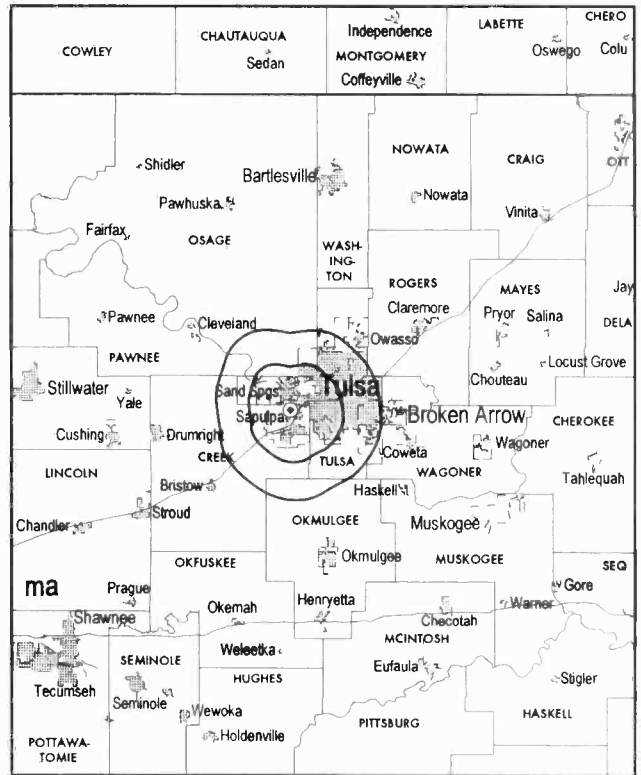 COWLEY
CHAUTAUQUA
Sedan
Independence
MONTGOMERY
Coffeyville
LABETTE
Oswego
CHERO
Colu
Shidler
Bartlesville
Pawhuska
NOWATA
Nowata
CRAIG
OTT
Vinita
Fairfax
OSAGE
WASH-
ING-
TON
ROGERS
Claremore
MAYES
Pryor
Salina
Jay
DELA
Pawnee
Cleveland
Owasso
PAWNEE
Locust Grove
Chouteau
Stillwater
Yale
Sand Spgs
Tulsa
Sapulpa
Broken Arrow
CHEROKEE
Cushing
Drumright
Wagoner
CREEK
TULSA
Coweta
WAGONER
Tahlequah
LINCOLN
Bristow
Haskell
Chandler
Stroud
OKMULGEE
Muskogee
Okmulgee
MUSKOGEE
OKFUSKEE
SEQ
ma
Prague
Gore
Okemah
Henryetta
Warner
Shawnee
Checotah
MCINTOSH
Weleetka
SEMINOLE
Eufaula
HUGHES
Stigler
Tecumseh
Seminole
Wewoka
PITTSBURG
HASKELL
Holdenville
POTTAWA-
TOMIE